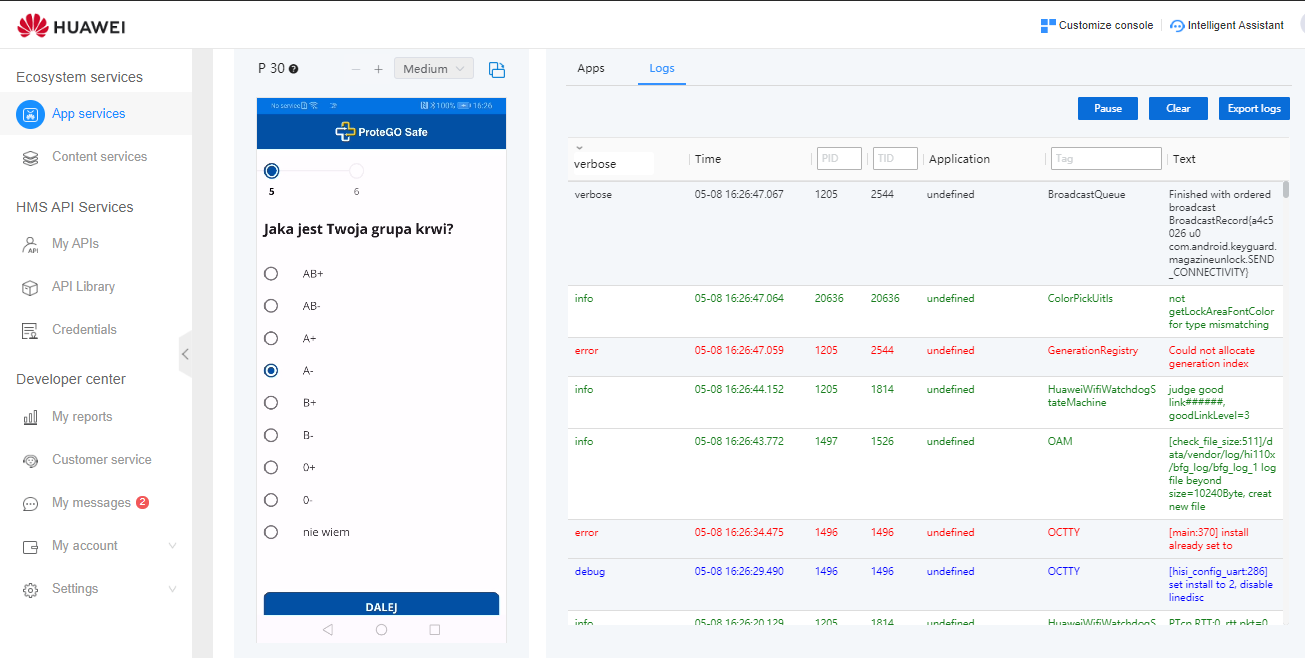 HUAWEI
Customize console
Intelligent Assistant
Ecosystem services
App services
Content services
HMS API Services
My APIs
API Library
Credentials
Developer center
My reports
Customer service
My messages 2
My account
Settings
P 30 ?
− + Medium
No service 100% 16:26
ProteGO Safe
5 6
Jaka jest Twoja grupa krwi?
AB+
AB-
A+
A-
B+
B-
0+
0-
nie wiem
DALEJ
Apps Logs
Pause Clear Export logs
verbose Time PID TID Application Tag Text
verbose 05-08 16:26:47.067 1205 2544 undefined BroadcastQueue Finished with ordered
broadcast
BroadcastRecord{a4c5
026 u0
com.android.keyguard.
magazineunlock.SEND
_CONNECTIVITY}
info 05-08 16:26:47.064 20636 20636 undefined ColorPickUitls not
getLockAreaFontColor
for type mismatching
error 05-08 16:26:47.059 1205 2544 undefined GenerationRegistry Could not allocate
generation index
info 05-08 16:26:44.152 1205 1814 undefined HuaweiWifiWatchdogS judge good
tateMachine link######,
goodLinkLevel=3
info 05-08 16:26:43.772 1497 1526 undefined OAM [check_file_size:511]/d
ata/vendor/log/hi110x
/bfg_log/bfg_log_1 log
file beyond
size=10240Byte, creat
new file
error 05-08 16:26:34.475 1496 1496 undefined OCTTY [main:370] install
already set to
debug 05-08 16:26:29.490 1496 1496 undefined OCTTY [hisi_config_uart:286]
set install to 2, disable
linedisc
info 05-08 16:26:20.129 1205 1814 undefined HuaweiWifiWatchdogS PTcp RTT:0, rtt pkt=0